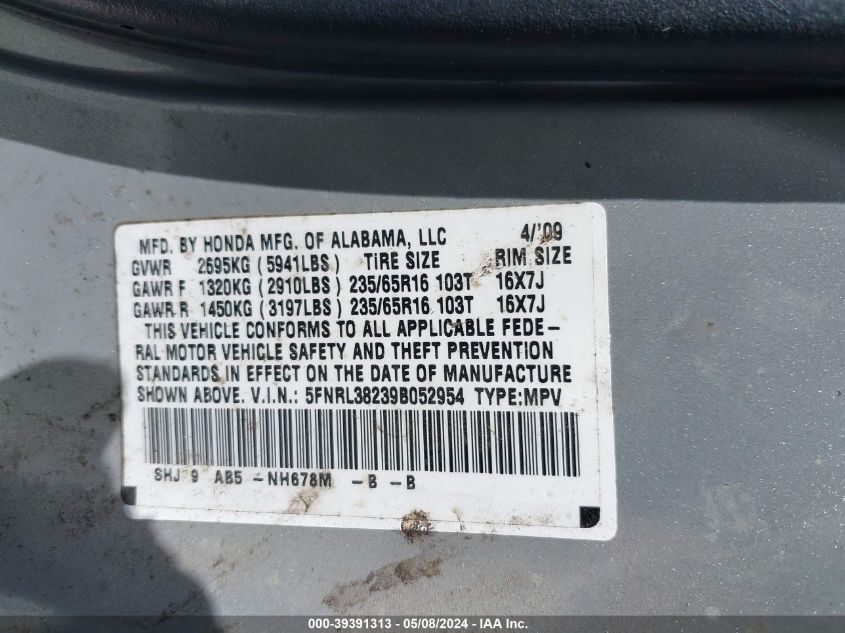 MFD. BY HONDA MFG. OF ALABAMA, LLC 4/'09
GVWR 2695KG (5941LBS) TIRE SIZE RIM SIZE
GAWR F 1320KG (2910LBS) 235/65R16 103T 16X7J
GAWR R 1450KG (3197LBS) 235/65R16 103T 16X7J
THIS VEHICLE CONFORMS TO ALL APPLICABLE FEDE-
RAL MOTOR VEHICLE SAFETY AND THEFT PREVENTION
STANDARDS IN EFFECT ON THE DATE OF MANUFACTURE
SHOWN ABOVE. V.I.N.: 5FNRL38239B052954 TYPE:MPV
SHJ 9 AB5 -NH678M -B -B
000-39391313 - 05/08/2024 - IAA Inc.